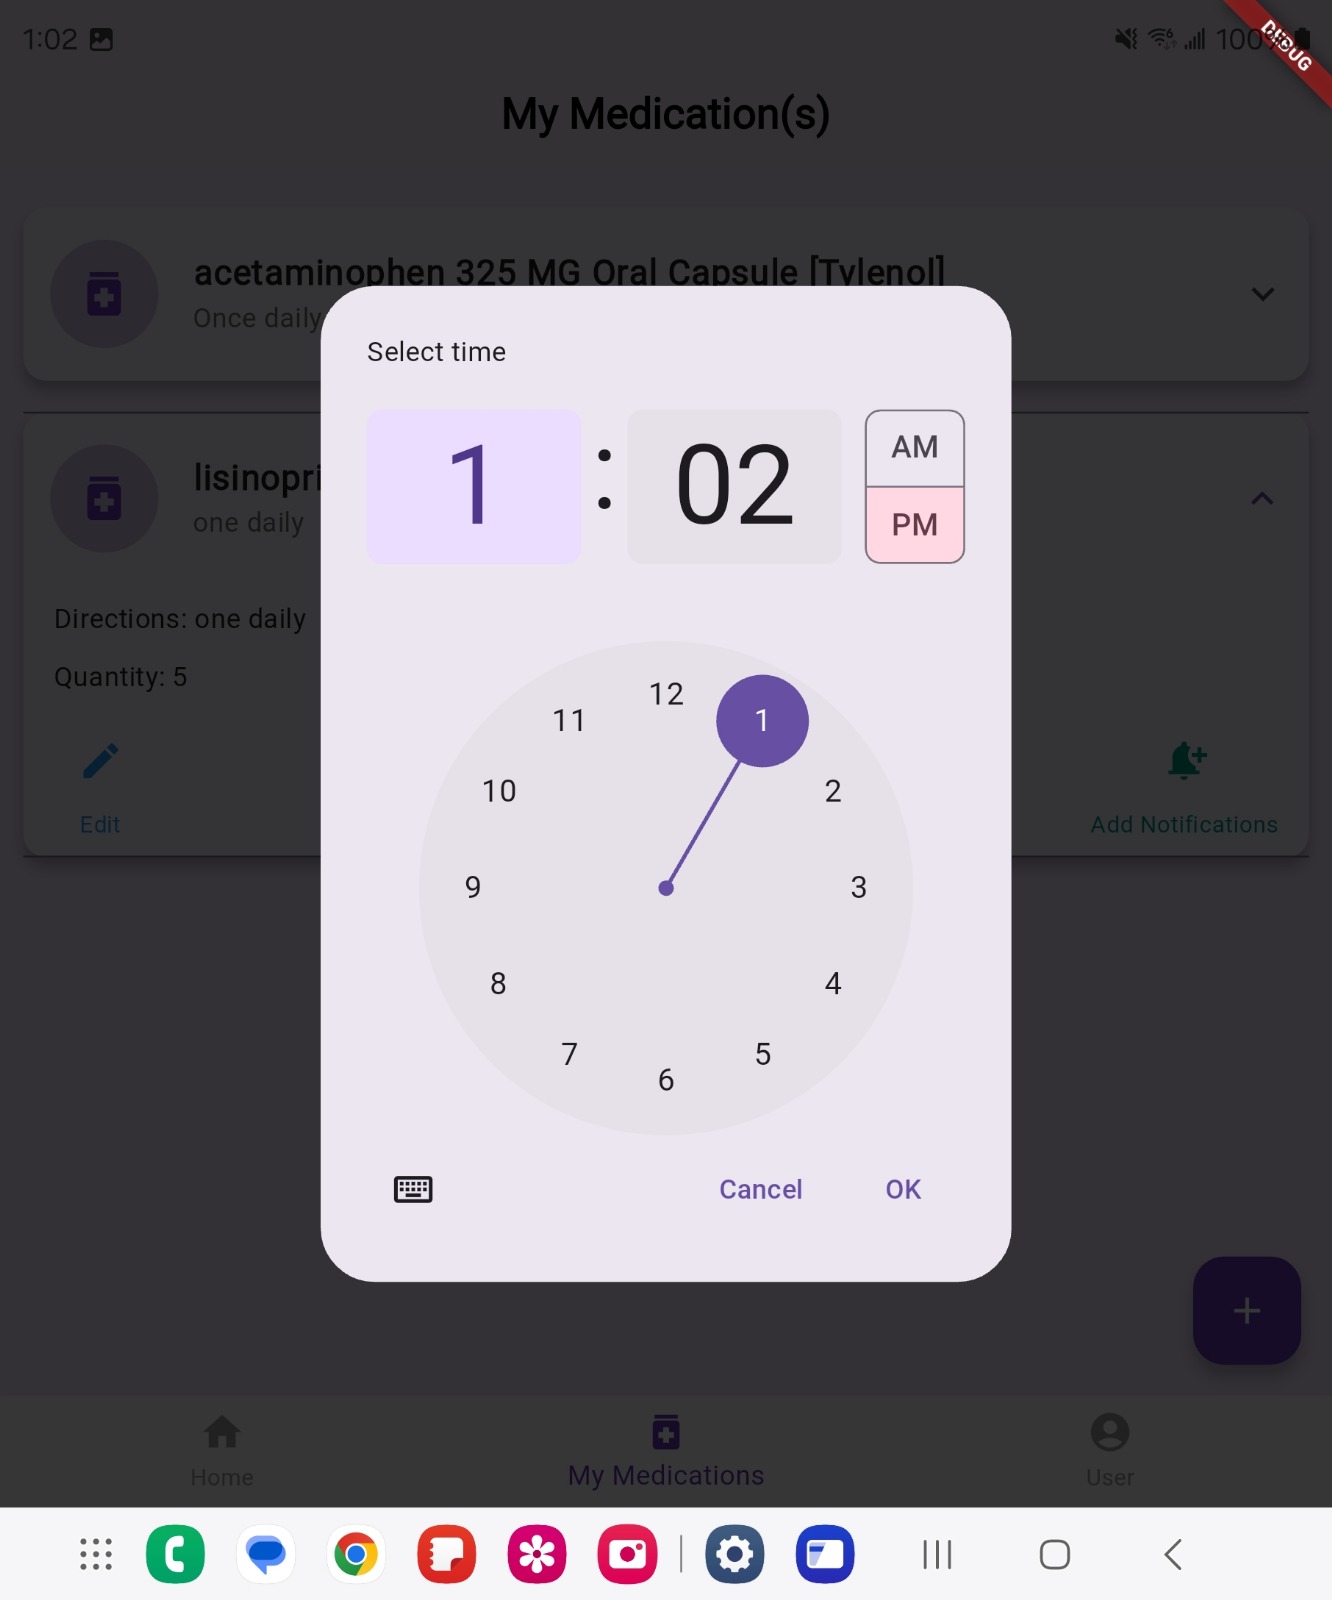 1:02
100%
DEBUG
My Medication(s)
acetaminophen 325 MG Oral Capsule [Tylenol]
Once daily
Select time
1 : 02
AM
PM
lisinopri
one daily
Directions: one daily
Quantity: 5
12
11
1
10
2
9
3
8
4
7
5
6
Edit
Add Notifications
Cancel
OK
+
Home
My Medications
User